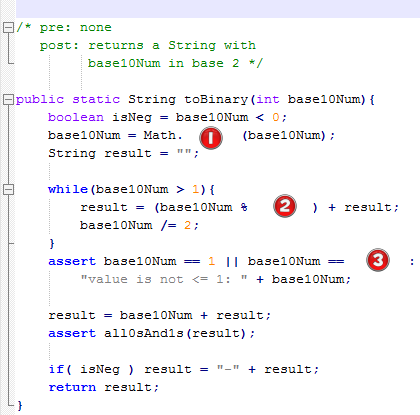 /* pre: none
post: returns a String with
base10Num in base 2 */
public static String toBinary(int base10Num){
boolean isNeg = base10Num < 0;
base10Num = Math. 1 (base10Num);
String result = "";
while(base10Num > 1){
result = (base10Num % 2 ) + result;
base10Num /= 2;
}
assert base10Num == 1 || base10Num == 3 :
"value is not <= 1: " + base10Num;
result = base10Num + result;
assert all0sAnd1s(result);
if( isNeg ) result = "-" + result;
return result;
}